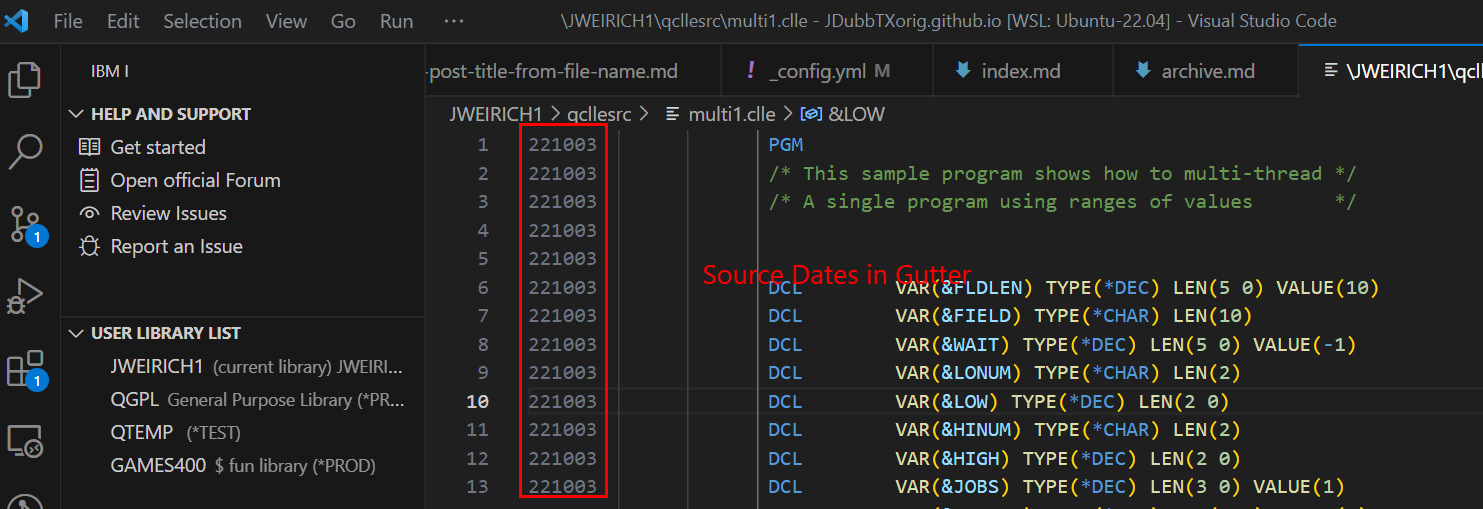 File Edit Selection View Go Run ··· \JWEIRICH1\qcllesrc\multi1.clle - JDubbTXorig.github.io [WSL: Ubuntu-22.04] - Visual Studio Code
IBM I
-post-title-from-file-name.md ! _config.yml M index.md archive.md \JWEIRICH1\qcll
HELP AND SUPPORT
Get started
Open official Forum
Review Issues
Report an Issue
1
USER LIBRARY LIST
JWEIRICH1 (current library) JWEIRI...
QGPL General Purpose Library (*PR...
QTEMP (*TEST)
GAMES400 $ fun library (*PROD)
1
JWEIRICH1 > qcllesrc > multi1.clle > &LOW
1 221003 PGM
2 221003 /* This sample program shows how to multi-thread */
3 221003 /* A single program using ranges of values */
4 221003
5 221003
Source Dates in Gutter
6 221003 DCL VAR(&FLDLEN) TYPE(*DEC) LEN(5 0) VALUE(10)
7 221003 DCL VAR(&FIELD) TYPE(*CHAR) LEN(10)
8 221003 DCL VAR(&WAIT) TYPE(*DEC) LEN(5 0) VALUE(-1)
9 221003 DCL VAR(&LONUM) TYPE(*CHAR) LEN(2)
10 221003 DCL VAR(&LOW) TYPE(*DEC) LEN(2 0)
11 221003 DCL VAR(&HINUM) TYPE(*CHAR) LEN(2)
12 221003 DCL VAR(&HIGH) TYPE(*DEC) LEN(2 0)
13 221003 DCL VAR(&JOBS) TYPE(*DEC) LEN(3 0) VALUE(1)